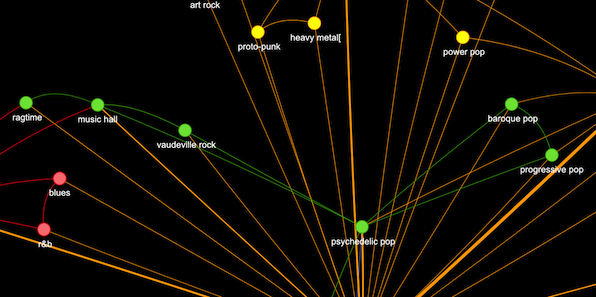 art rock
proto-punk
heavy metal[
power pop
ragtime
music hall
baroque pop
vaudeville rock
progressive pop
blues
r&b
psychedelic pop